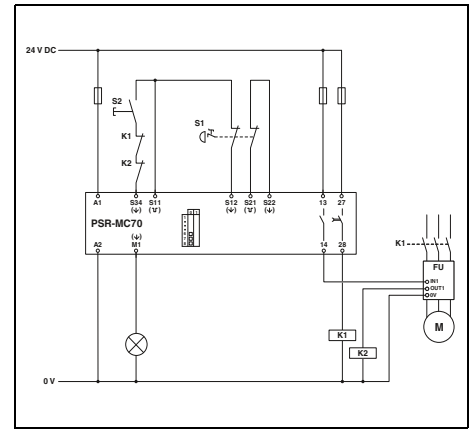 24 V DC
S2
K1
K2
S1
A1
S34
S11
S12
S21
S22
13
27
PSR-MC70
A2
M1
14
28
K1
FU
IN1
OUT1
0V
M
K1
K2
0 V